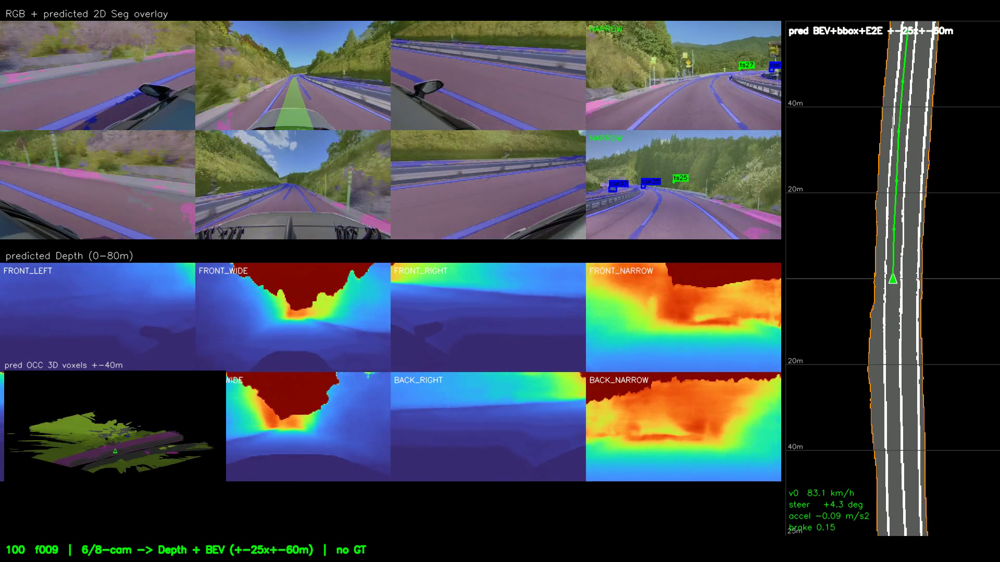 RGB + predicted 2D Seg overlay
NARROW
ts27
pred BEV+bbox+E2E +-25x+-60m
40m
NARROW
car37
ts25
20m
predicted Depth (0-80m)
FRONT_LEFT
FRONT_WIDE
FRONT_RIGHT
FRONT_NARROW
pred OCC 3D voxels +-40m
20m
WIDE
BACK_RIGHT
BACK_NARROW
40m
v0 83.1 km/h
steer +4.3 deg
accel -0.09 m/s2
brake 0.15
25m
100 f009 | 6/8-cam -> Depth + BEV (+-25x+-60m) | no GT